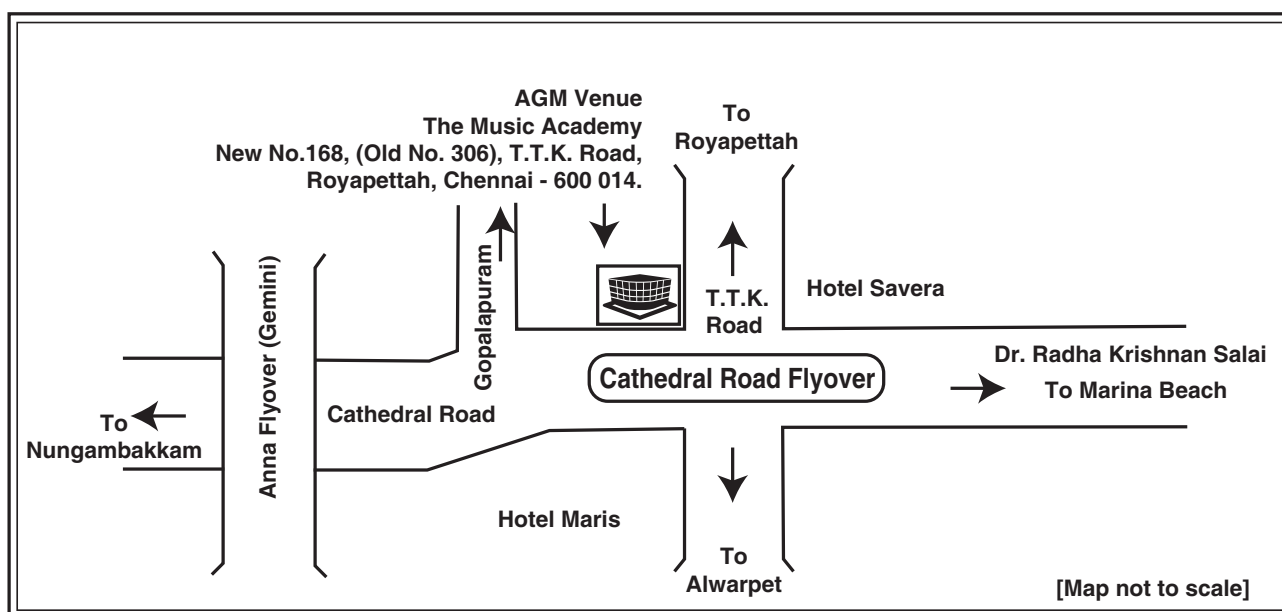 AGM Venue
The Music Academy
New No.168, (Old No. 306), T.T.K. Road,
Royapettah, Chennai - 600 014.
To
Royapettah
Gopalapuram
Anna Flyover (Gemini)
T.T.K.
Road
Hotel Savera
Cathedral Road Flyover
Dr. Radha Krishnan Salai
To Marina Beach
To
Nungambakkam
Cathedral Road
Hotel Maris
To
Alwarpet
[Map not to scale]